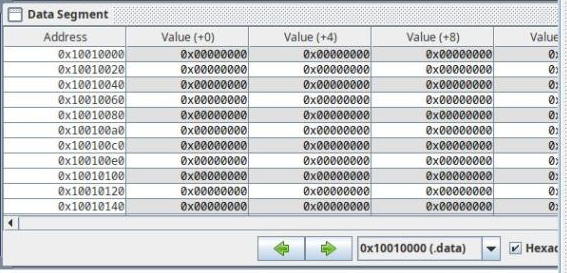 Data Segment
Address Value (+0) Value (+4) Value (+8) Value
0x10010000 0x00000000 0x00000000 0x00000000 0x
0x10010020 0x00000000 0x00000000 0x00000000 0x
0x10010040 0x00000000 0x00000000 0x00000000 0x
0x10010060 0x00000000 0x00000000 0x00000000 0x
0x10010080 0x00000000 0x00000000 0x00000000 0x
0x100100a0 0x00000000 0x00000000 0x00000000 0x
0x100100c0 0x00000000 0x00000000 0x00000000 0x
0x100100e0 0x00000000 0x00000000 0x00000000 0x
0x10010100 0x00000000 0x00000000 0x00000000 0x
0x10010120 0x00000000 0x00000000 0x00000000 0x
0x10010140 0x00000000 0x00000000 0x00000000 0x
0x10010000 (.data) Hexad